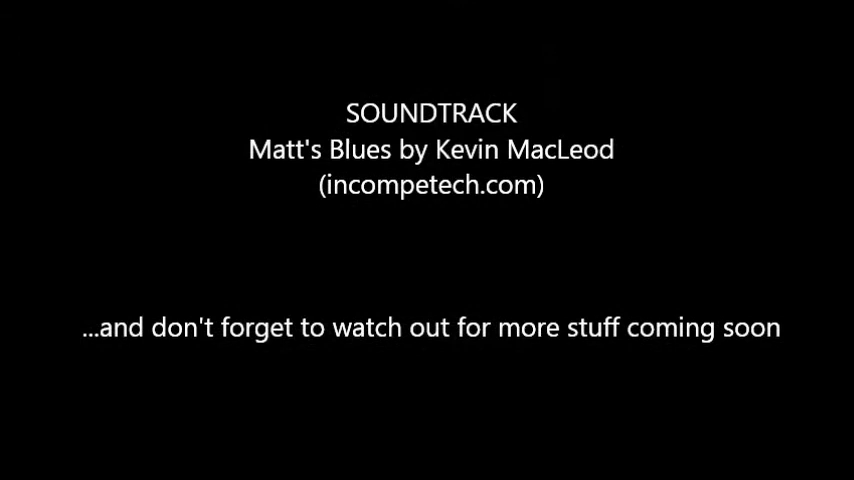 SOUNDTRACK
Matt's Blues by Kevin MacLeod
(incompetech.com)
...and don't forget to watch out for more stuff coming soon